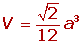 V = √2/12 a³